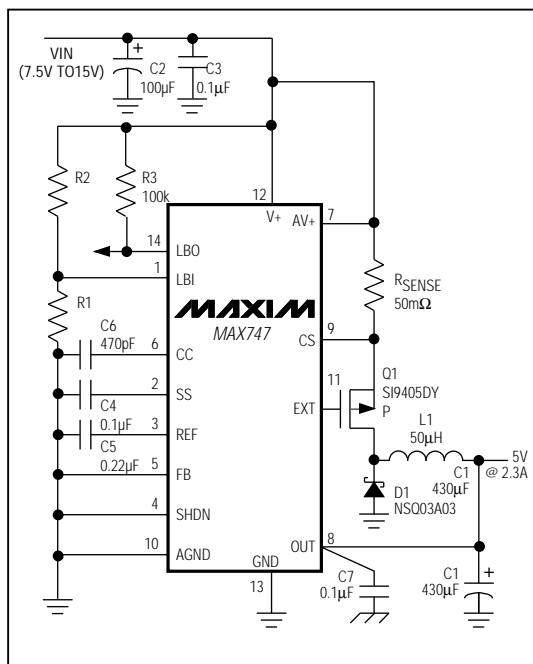 VIN
(7.5V TO15V)
C2
100µF
C3
0.1µF
R2
R3
100k
12
V+
AV+
7
14
LBO
1
LBI
RSENSE
50mΩ
R1
MAXIM
MAX747
C6
470pF
6
CC
CS
9
Q1
SI9405DY
P
2
SS
EXT
11
C4
0.1µF
3
REF
L1
50µH
C5
0.22µF
5
FB
5V
@ 2.3A
C1
430µF
D1
NSQ03A03
4
SHDN
10
AGND
OUT
8
GND
13
C7
0.1µF
C1
430µF
+
+